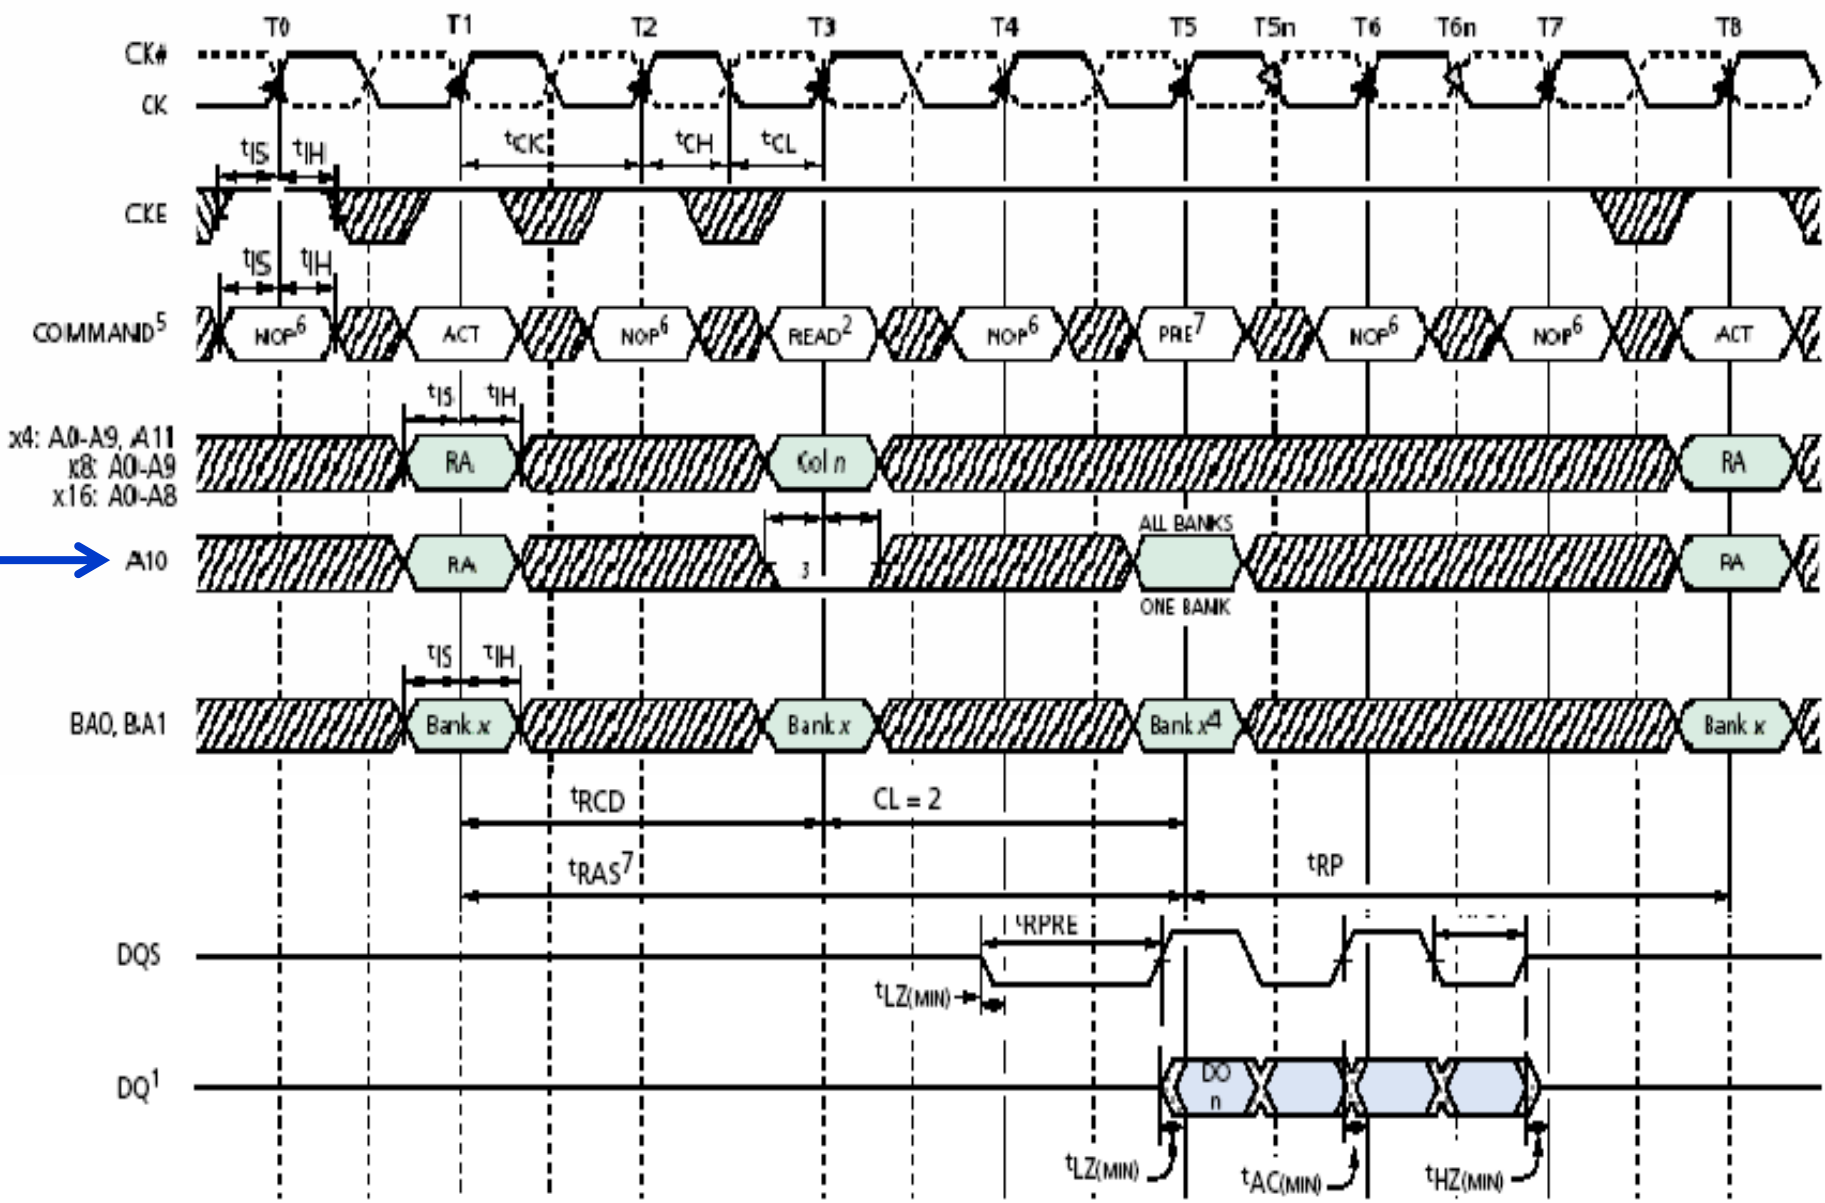 T0 T1 T2 T3 T4 T5 T5n T6 T6n T7 T8
CK#
CK
tIS tIH tCK tCH tCL
CKE
tIS tIH
COMMAND5 NOP6 ACT NOP6 READ2 NOP6 PRE7 NOP6 NOP6 ACT
tIS tIH
x4: A0-A9, A11
x8: A0-A9
x16: A0-A8
RA Col n RA
ALL BANKS
A10 RA 3 RA
ONE BANK
tIS tIH
BA0, BA1 Bank x Bank x Bank x4 Bank x
tRCD CL = 2
tRAS7 tRP
tRPRE
DQS
tLZ(MIN)
DQ1 DO
n
tLZ(MIN) tAC(MIN) tHZ(MIN)